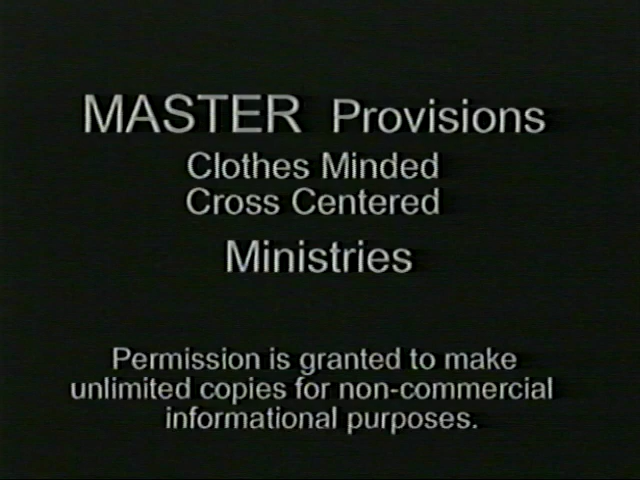 MASTER Provisions
Clothes Minded
Cross Centered
Ministries
Permission is granted to make
unlimited copies for non-commercial
informational purposes.